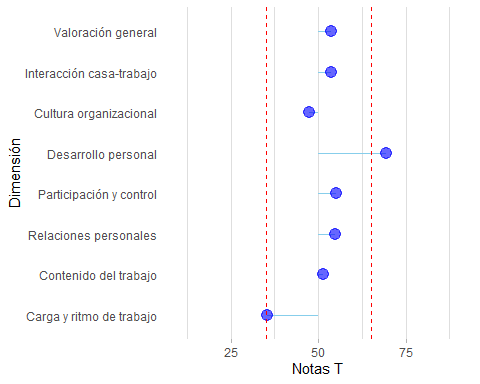 Valoración general
Interacción casa-trabajo
Cultura organizacional
Desarrollo personal
Participación y control
Relaciones personales
Contenido del trabajo
Carga y ritmo de trabajo
Dimensión
25 50 75
Notas T